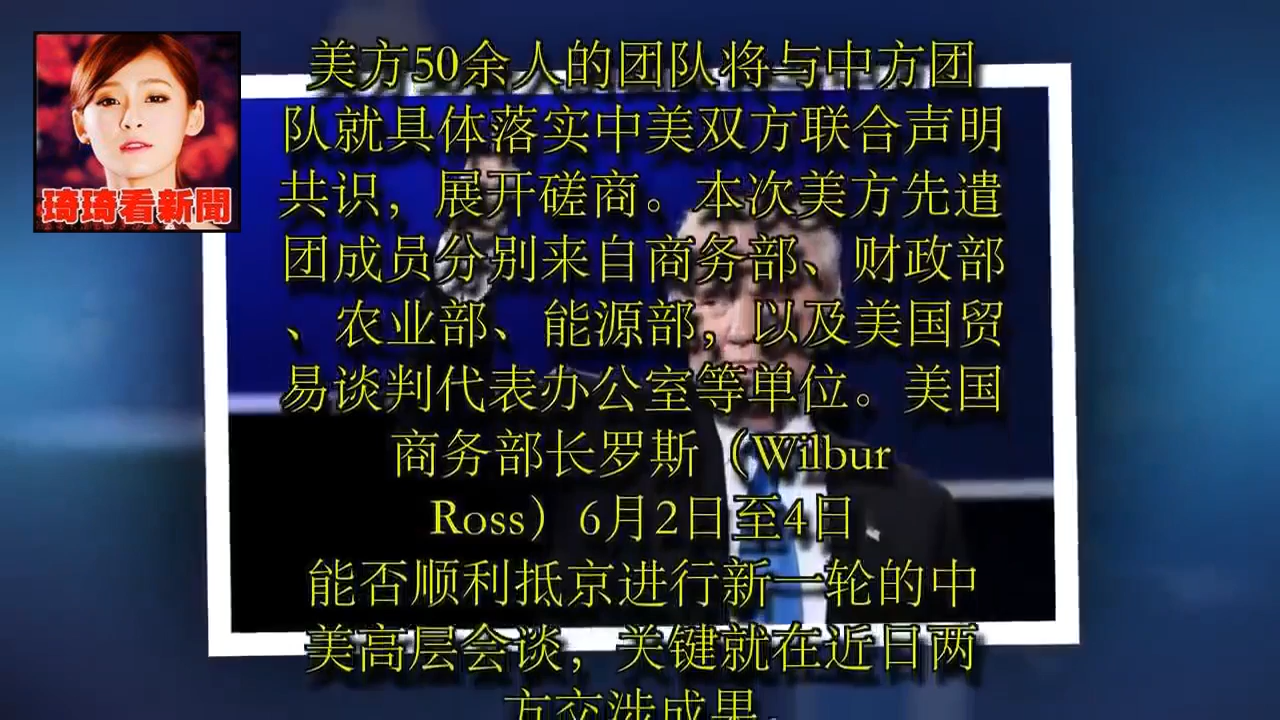 琦琦看新聞
美方50余人的团队将与中方团
队就具体落实中美双方联合声明
共识，展开磋商。本次美方先遣
团成员分别来自商务部、财政部
、农业部、能源部，以及美国贸
易谈判代表办公室等单位。美国
商务部长罗斯（Wilbur
Ross）6月2日至4日
能否顺利抵京进行新一轮的中
美高层会谈，关键就在近日两
方交涉成果。